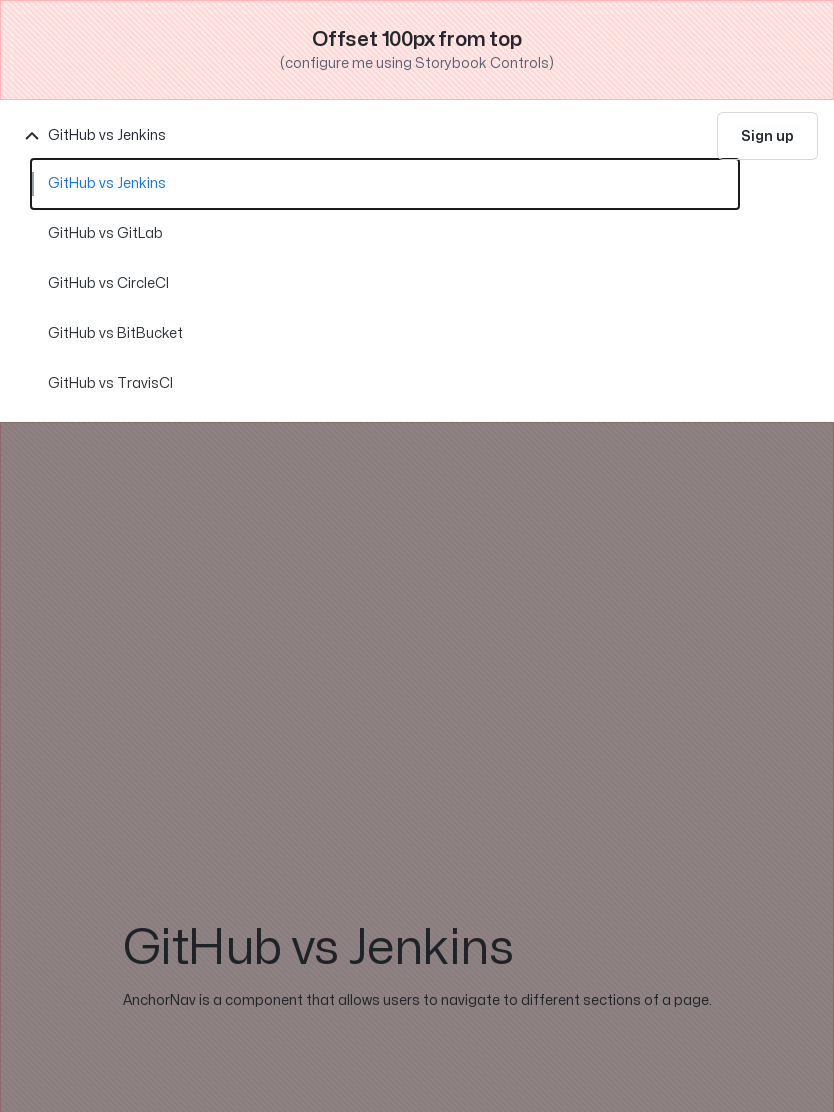 Offset 100px from top
(configure me using Storybook Controls)
GitHub vs Jenkins
Sign up
GitHub vs Jenkins
GitHub vs GitLab
GitHub vs CircleCI
GitHub vs BitBucket
GitHub vs TravisCI
GitHub vs Jenkins
AnchorNav is a component that allows users to navigate to different sections of a page.